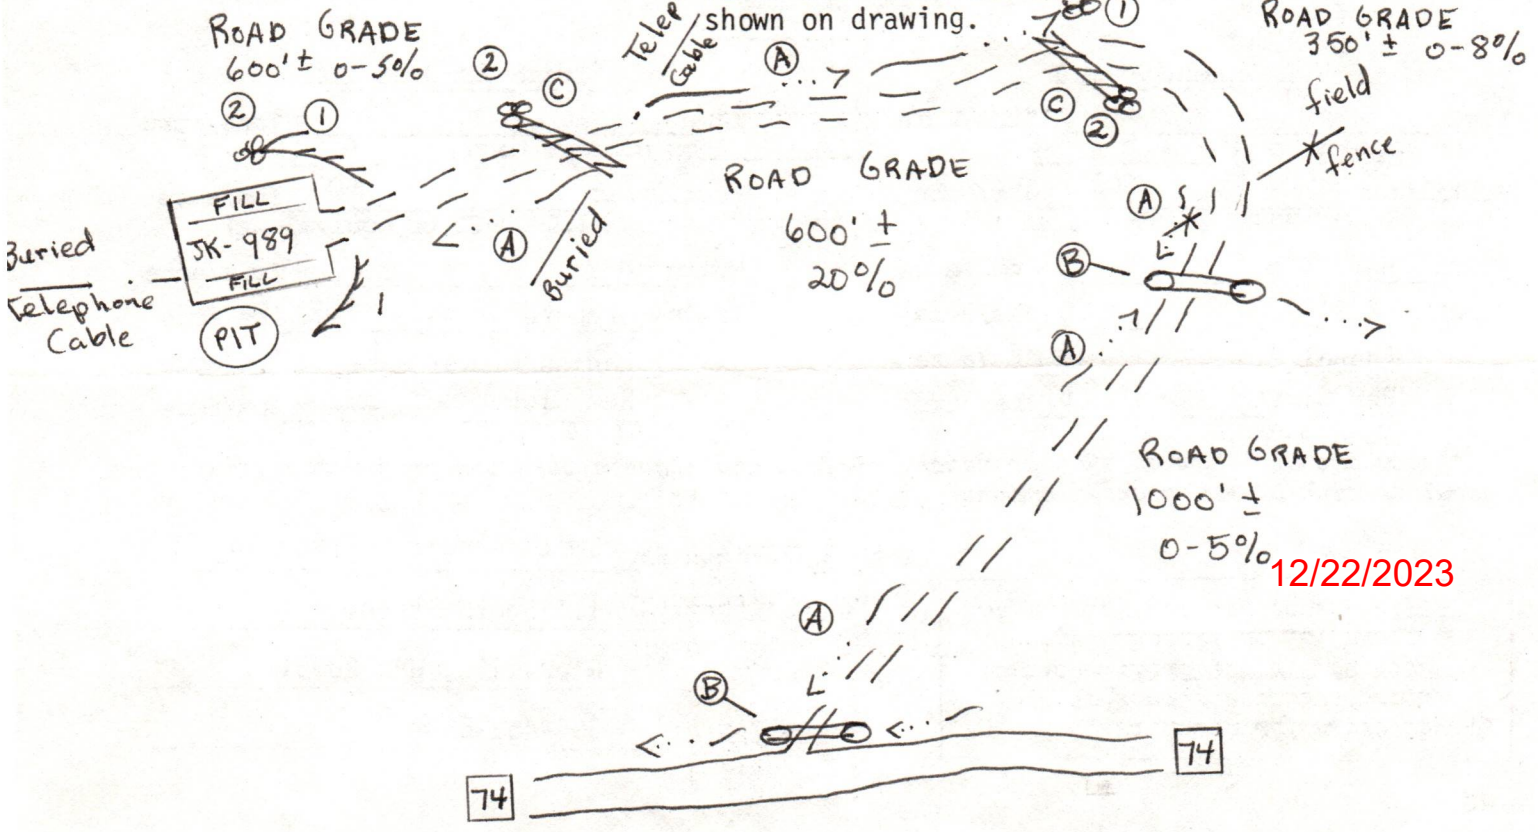 shown on drawing.
ROAD GRADE
600'± 0-5%
Telep
Cable
ROAD GRADE
350'± 0-8%
1
2
C
A
field
fence
2
1
C
2
ROAD GRADE
600'±
20%
FILL
JK-989
FILL
Buried
Telephone
Cable
PIT
1
A
Buried
A
B
A
ROAD GRADE
1000'±
0-5%
12/22/2023
A
B
74
74